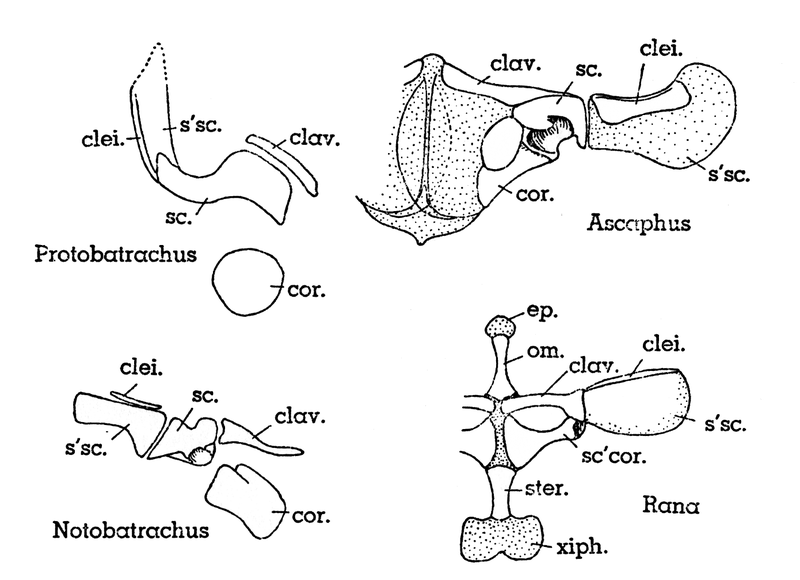 clei.
s'sc.
clav.
sc.
Protobatrachus
cor.
clav.
sc.
clei.
s'sc.
cor.
Ascaphus
clei.
sc.
clav.
s'sc.
cor.
Notobatrachus
ep.
om.
clav.
clei.
s'sc.
sc'cor.
ster.
Rana
xiph.